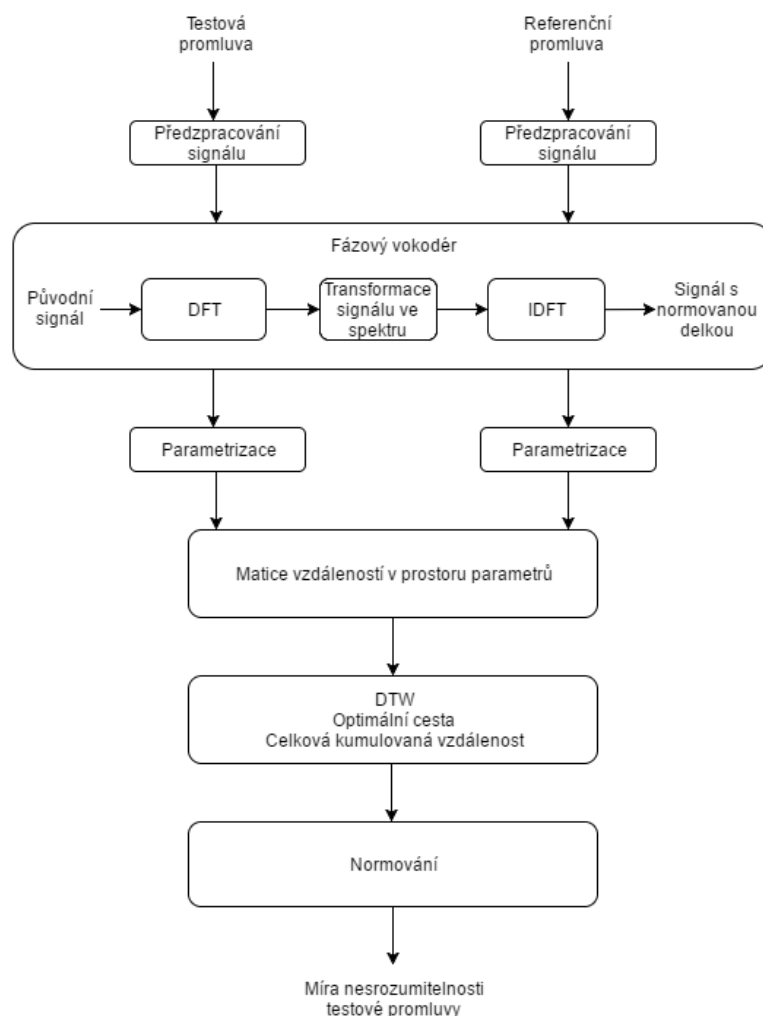 Testová
promluva
Referenční
promluva
Předzpracování
signálu
Předzpracování
signálu
Fázový vokodér
Původní
signál
DFT
Transformace
signálu ve
spektru
IDFT
Signál s
normovanou
delkou
Parametrizace
Parametrizace
Matice vzdáleností v prostoru parametrů
DTW
Optimální cesta
Celková kumulovaná vzdálenost
Normování
Míra nesrozumitelnosti
testové promluvy